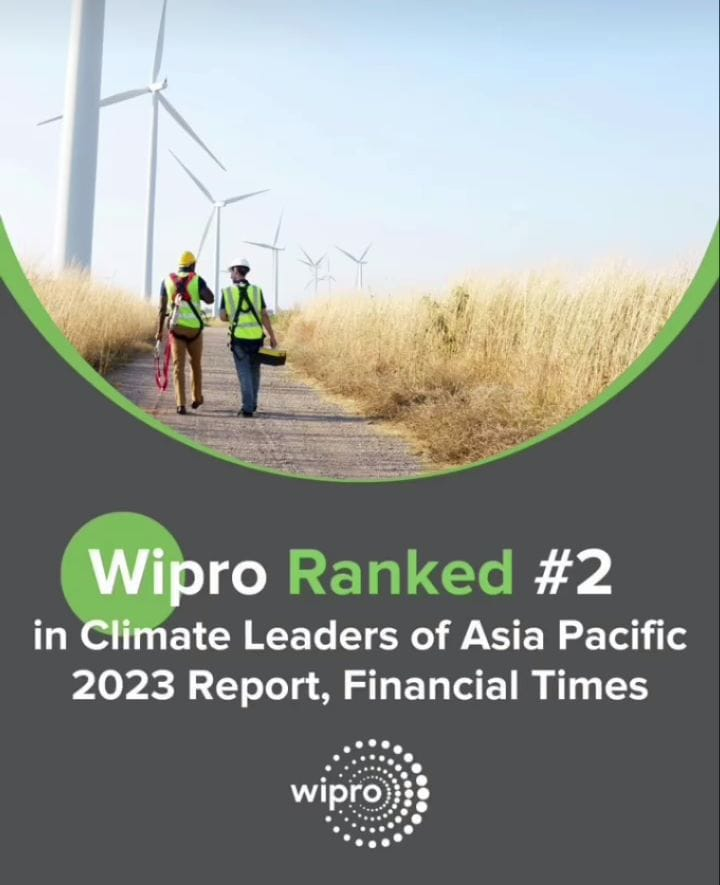 Wipro Ranked #2
in Climate Leaders of Asia Pacific
2023 Report, Financial Times
wipro